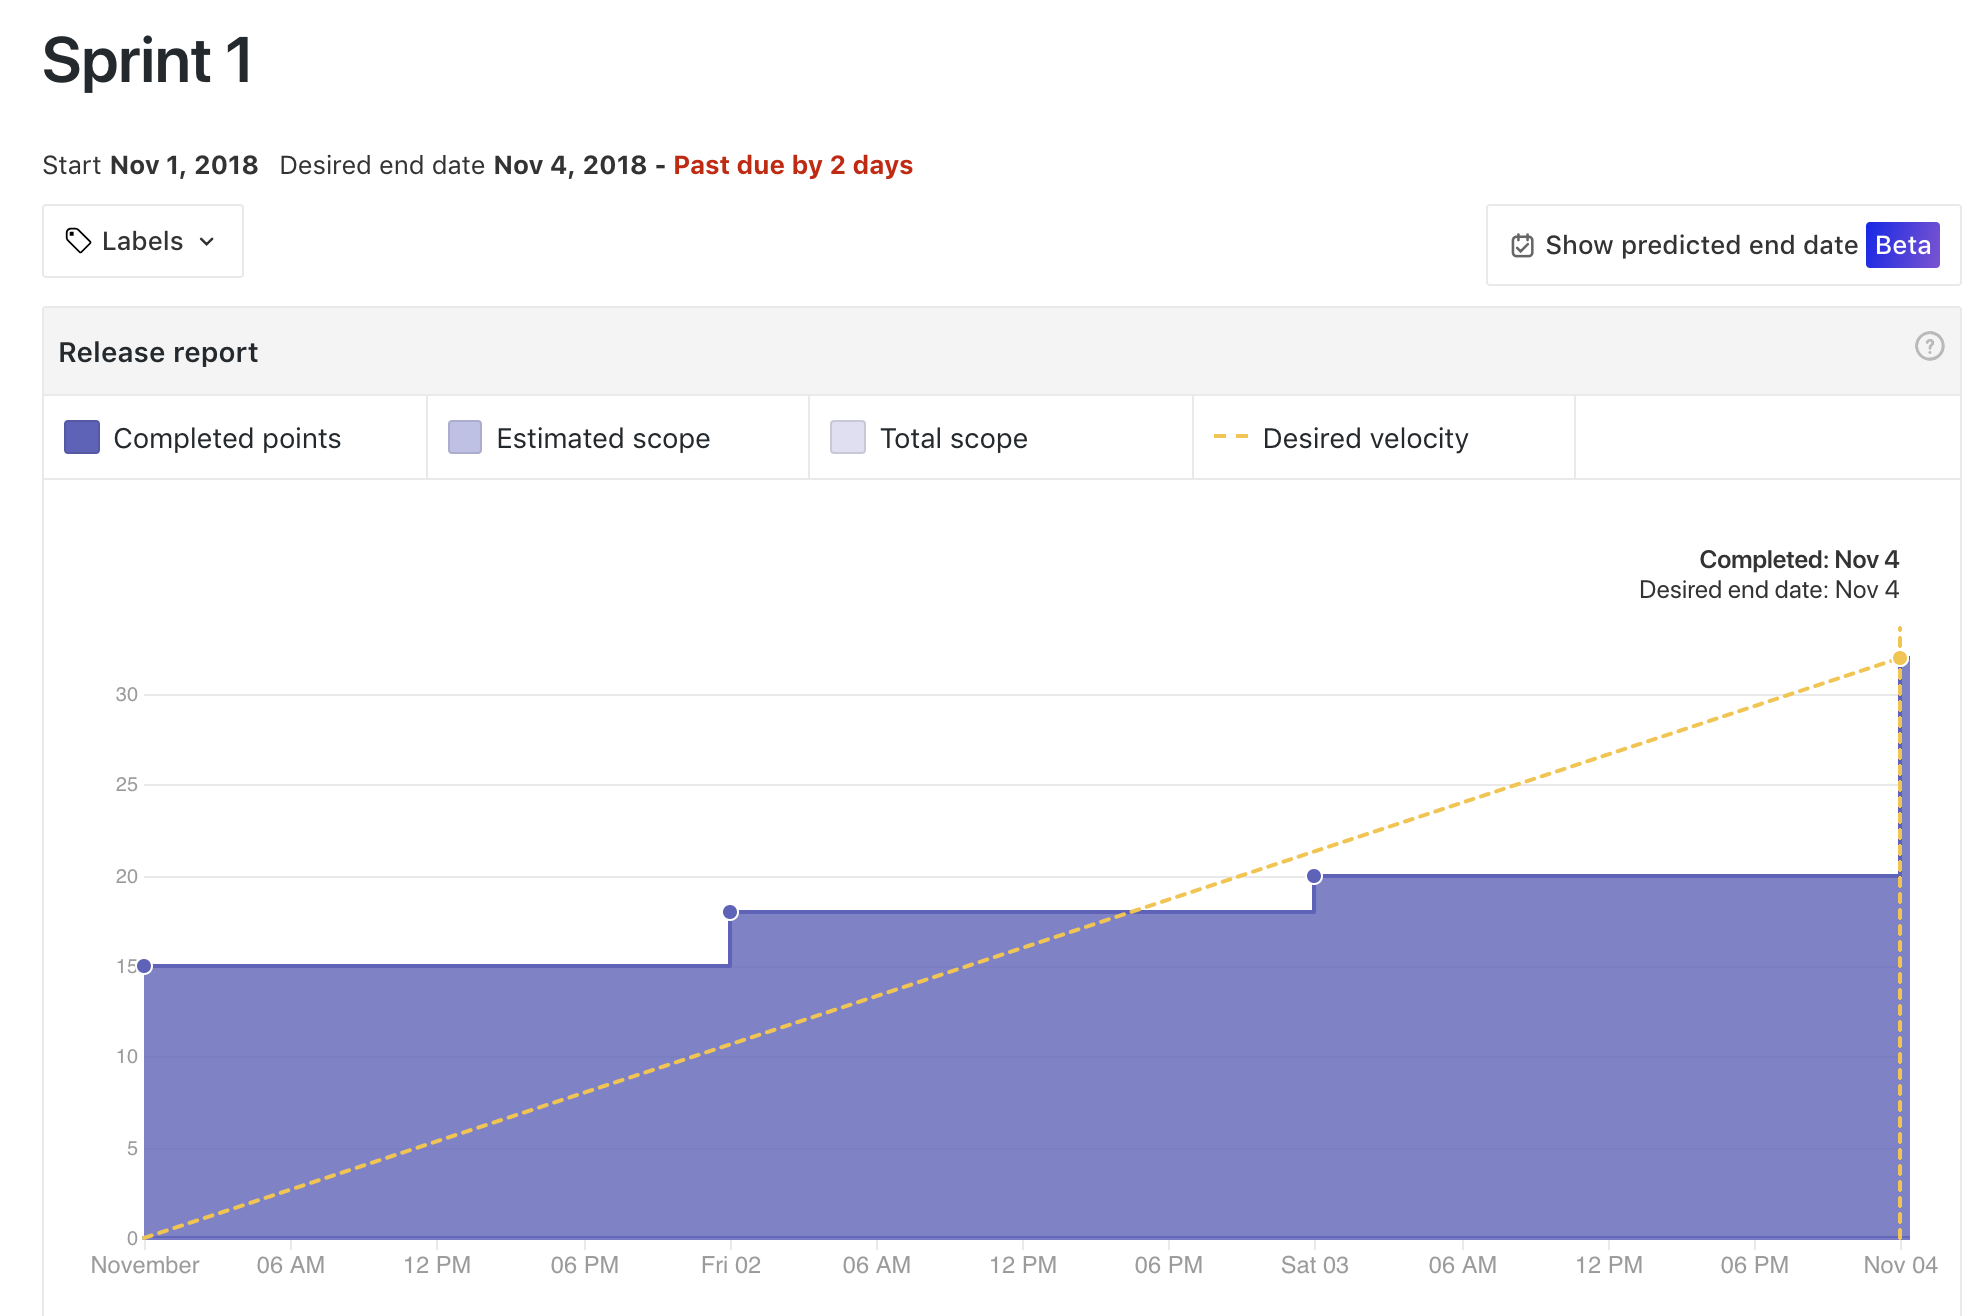 Sprint 1
Start Nov 1, 2018 Desired end date Nov 4, 2018 - Past due by 2 days
Labels
Show predicted end date Beta
Release report
?
Completed points
Estimated scope
Total scope
Desired velocity
Completed: Nov 4
Desired end date: Nov 4
30
25
20
15
10
5
0
November 06 AM 12 PM 06 PM Fri 02 06 AM 12 PM 06 PM Sat 03 06 AM 12 PM 06 PM Nov 04